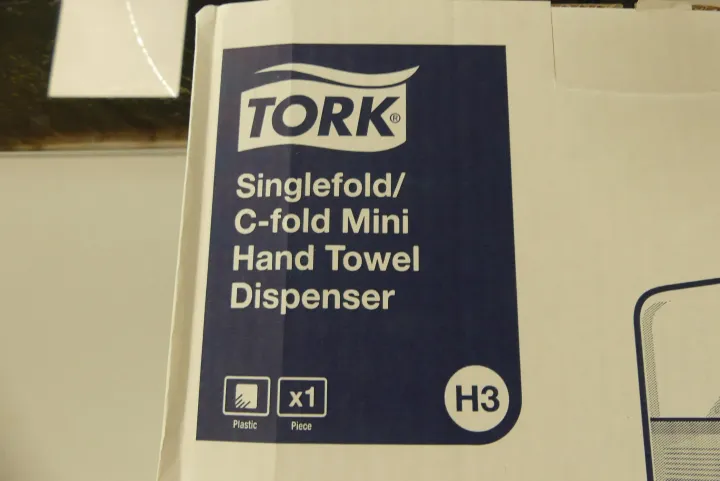 TORK®
Singlefold/
C-fold Mini
Hand Towel
Dispenser
x1
Plastic
Piece
H3